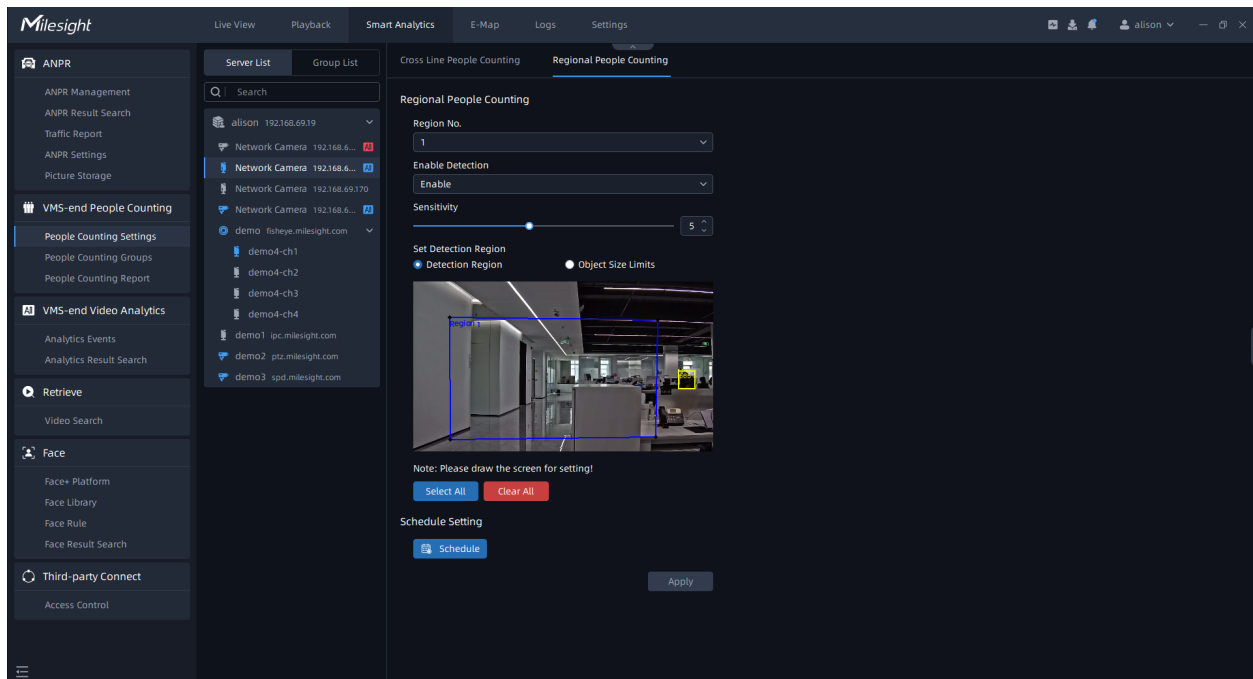 Milesight
Live View
Playback
Smart Analytics
E-Map
Logs
Settings
alison
ANPR
ANPR Management
ANPR Result Search
Traffic Report
ANPR Settings
Picture Storage
VMS-end People Counting
People Counting Settings
People Counting Groups
People Counting Report
AI VMS-end Video Analytics
Analytics Events
Analytics Result Search
Retrieve
Video Search
Face
Face+ Platform
Face Library
Face Rule
Face Result Search
Third-party Connect
Access Control
Server List
Group List
Search
alison 192.168.69.19
Network Camera 192.168.6... AI
Network Camera 192.168.6... AI
Network Camera 192.168.69.170
Network Camera 192.168.6... AI
demo fisheye.milesight.com
demo4-ch1
demo4-ch2
demo4-ch3
demo4-ch4
demo1 ipc.milesight.com
demo2 ptz.milesight.com
demo3 spd.milesight.com
Cross Line People Counting
Regional People Counting
Regional People Counting
Region No.
1
Enable Detection
Enable
Sensitivity
5
Set Detection Region
Detection Region
Object Size Limits
Region 1
Note: Please draw the screen for setting!
Select All
Clear All
Schedule Setting
Schedule
Apply